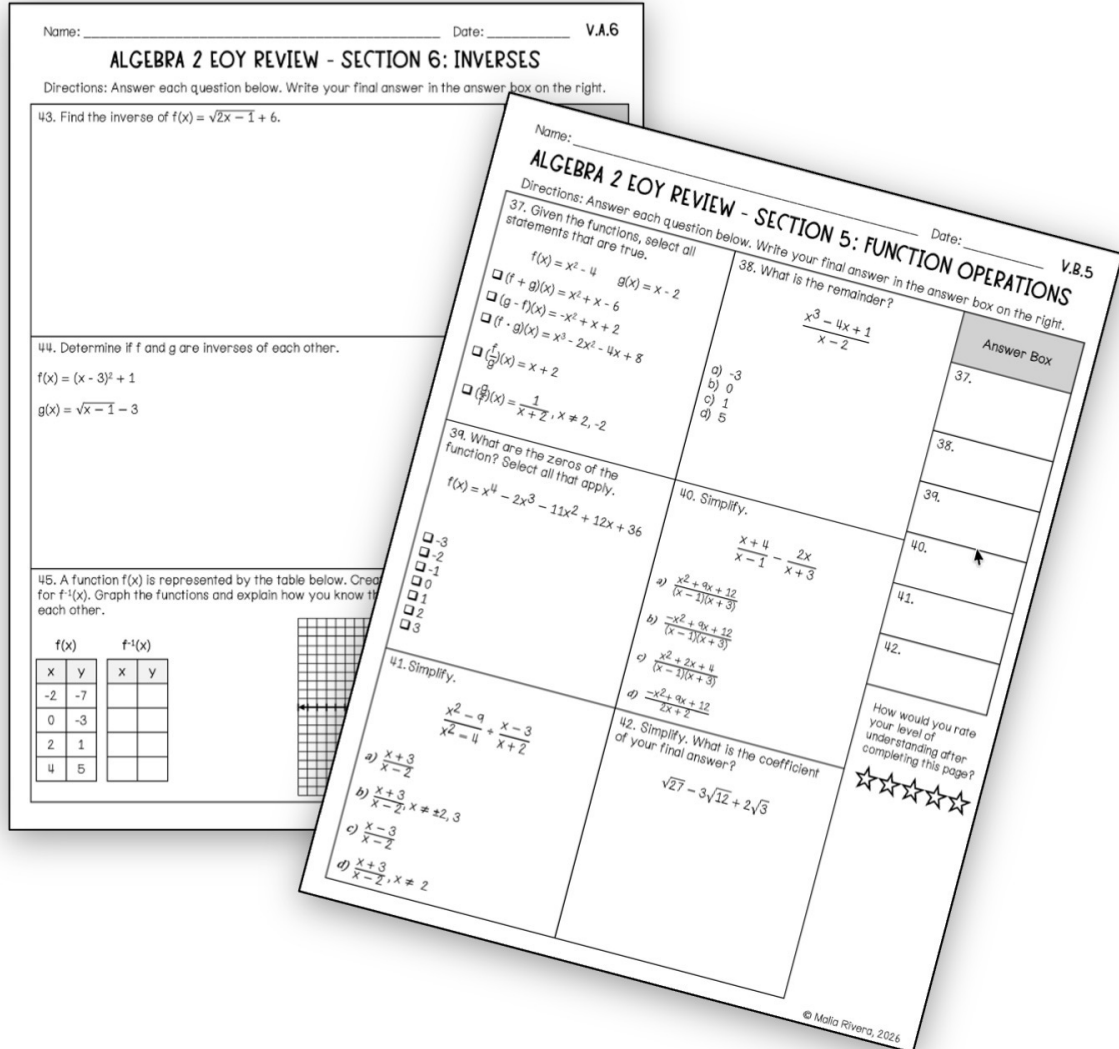 Name: Date: V.A.6
ALGEBRA 2 EOY REVIEW - SECTION 6: INVERSES
Directions: Answer each question below. Write your final answer in the answer box on the right.
43. Find the inverse of f(x) = √(2x − 1) + 6.
44. Determine if f and g are inverses of each other.
f(x) = (x - 3)² + 1
g(x) = √(x − 1) − 3
45. A function f(x) is represented by the table below. Crea
for f⁻¹(x). Graph the functions and explain how you know th
each other.
f(x) f⁻¹(x)
x y x y
-2 -7
0 -3
2 1
4 5
Name: Date: V.B.5
ALGEBRA 2 EOY REVIEW - SECTION 5: FUNCTION OPERATIONS
Directions: Answer each question below. Write your final answer in the answer box on the right.
37. Given the functions, select all
statements that are true.
f(x) = x² - 4 g(x) = x - 2
(f + g)(x) = x² + x - 6
(g - f)(x) = -x² + x + 2
(f · g)(x) = x³ - 2x² - 4x + 8
(f/g)(x) = x + 2
(g/f)(x) = 1/(x + 2), x ≠ 2, -2
38. What is the remainder?
(x³ − 4x + 1)/(x − 2)
a) -3
b) 0
c) 1
d) 5
39. What are the zeros of the
function? Select all that apply.
f(x) = x⁴ − 2x³ − 11x² + 12x + 36
-3
-2
-1
0
1
2
3
40. Simplify.
(x + 4)/(x − 1) − 2x/(x + 3)
a) (x² + 9x + 12)/((x − 1)(x + 3))
b) (−x² + 9x + 12)/((x − 1)(x + 3))
c) (x² + 2x + 4)/((x − 1)(x + 3))
d) (−x² + 9x + 12)/(2x + 2)
41. Simplify.
(x² − 9)/(x² − 4) ÷ (x − 3)/(x + 2)
a) (x + 3)/(x − 2)
b) (x + 3)/(x − 2), x ≠ ±2, 3
c) (x − 3)/(x − 2)
d) (x + 3)/(x − 2), x ≠ 2
42. Simplify. What is the coefficient
of your final answer?
√27 − 3√12 + 2√3
Answer Box
37.
38.
39.
40.
41.
42.
How would you rate
your level of
understanding after
completing this page?
© Malia Rivera, 2026